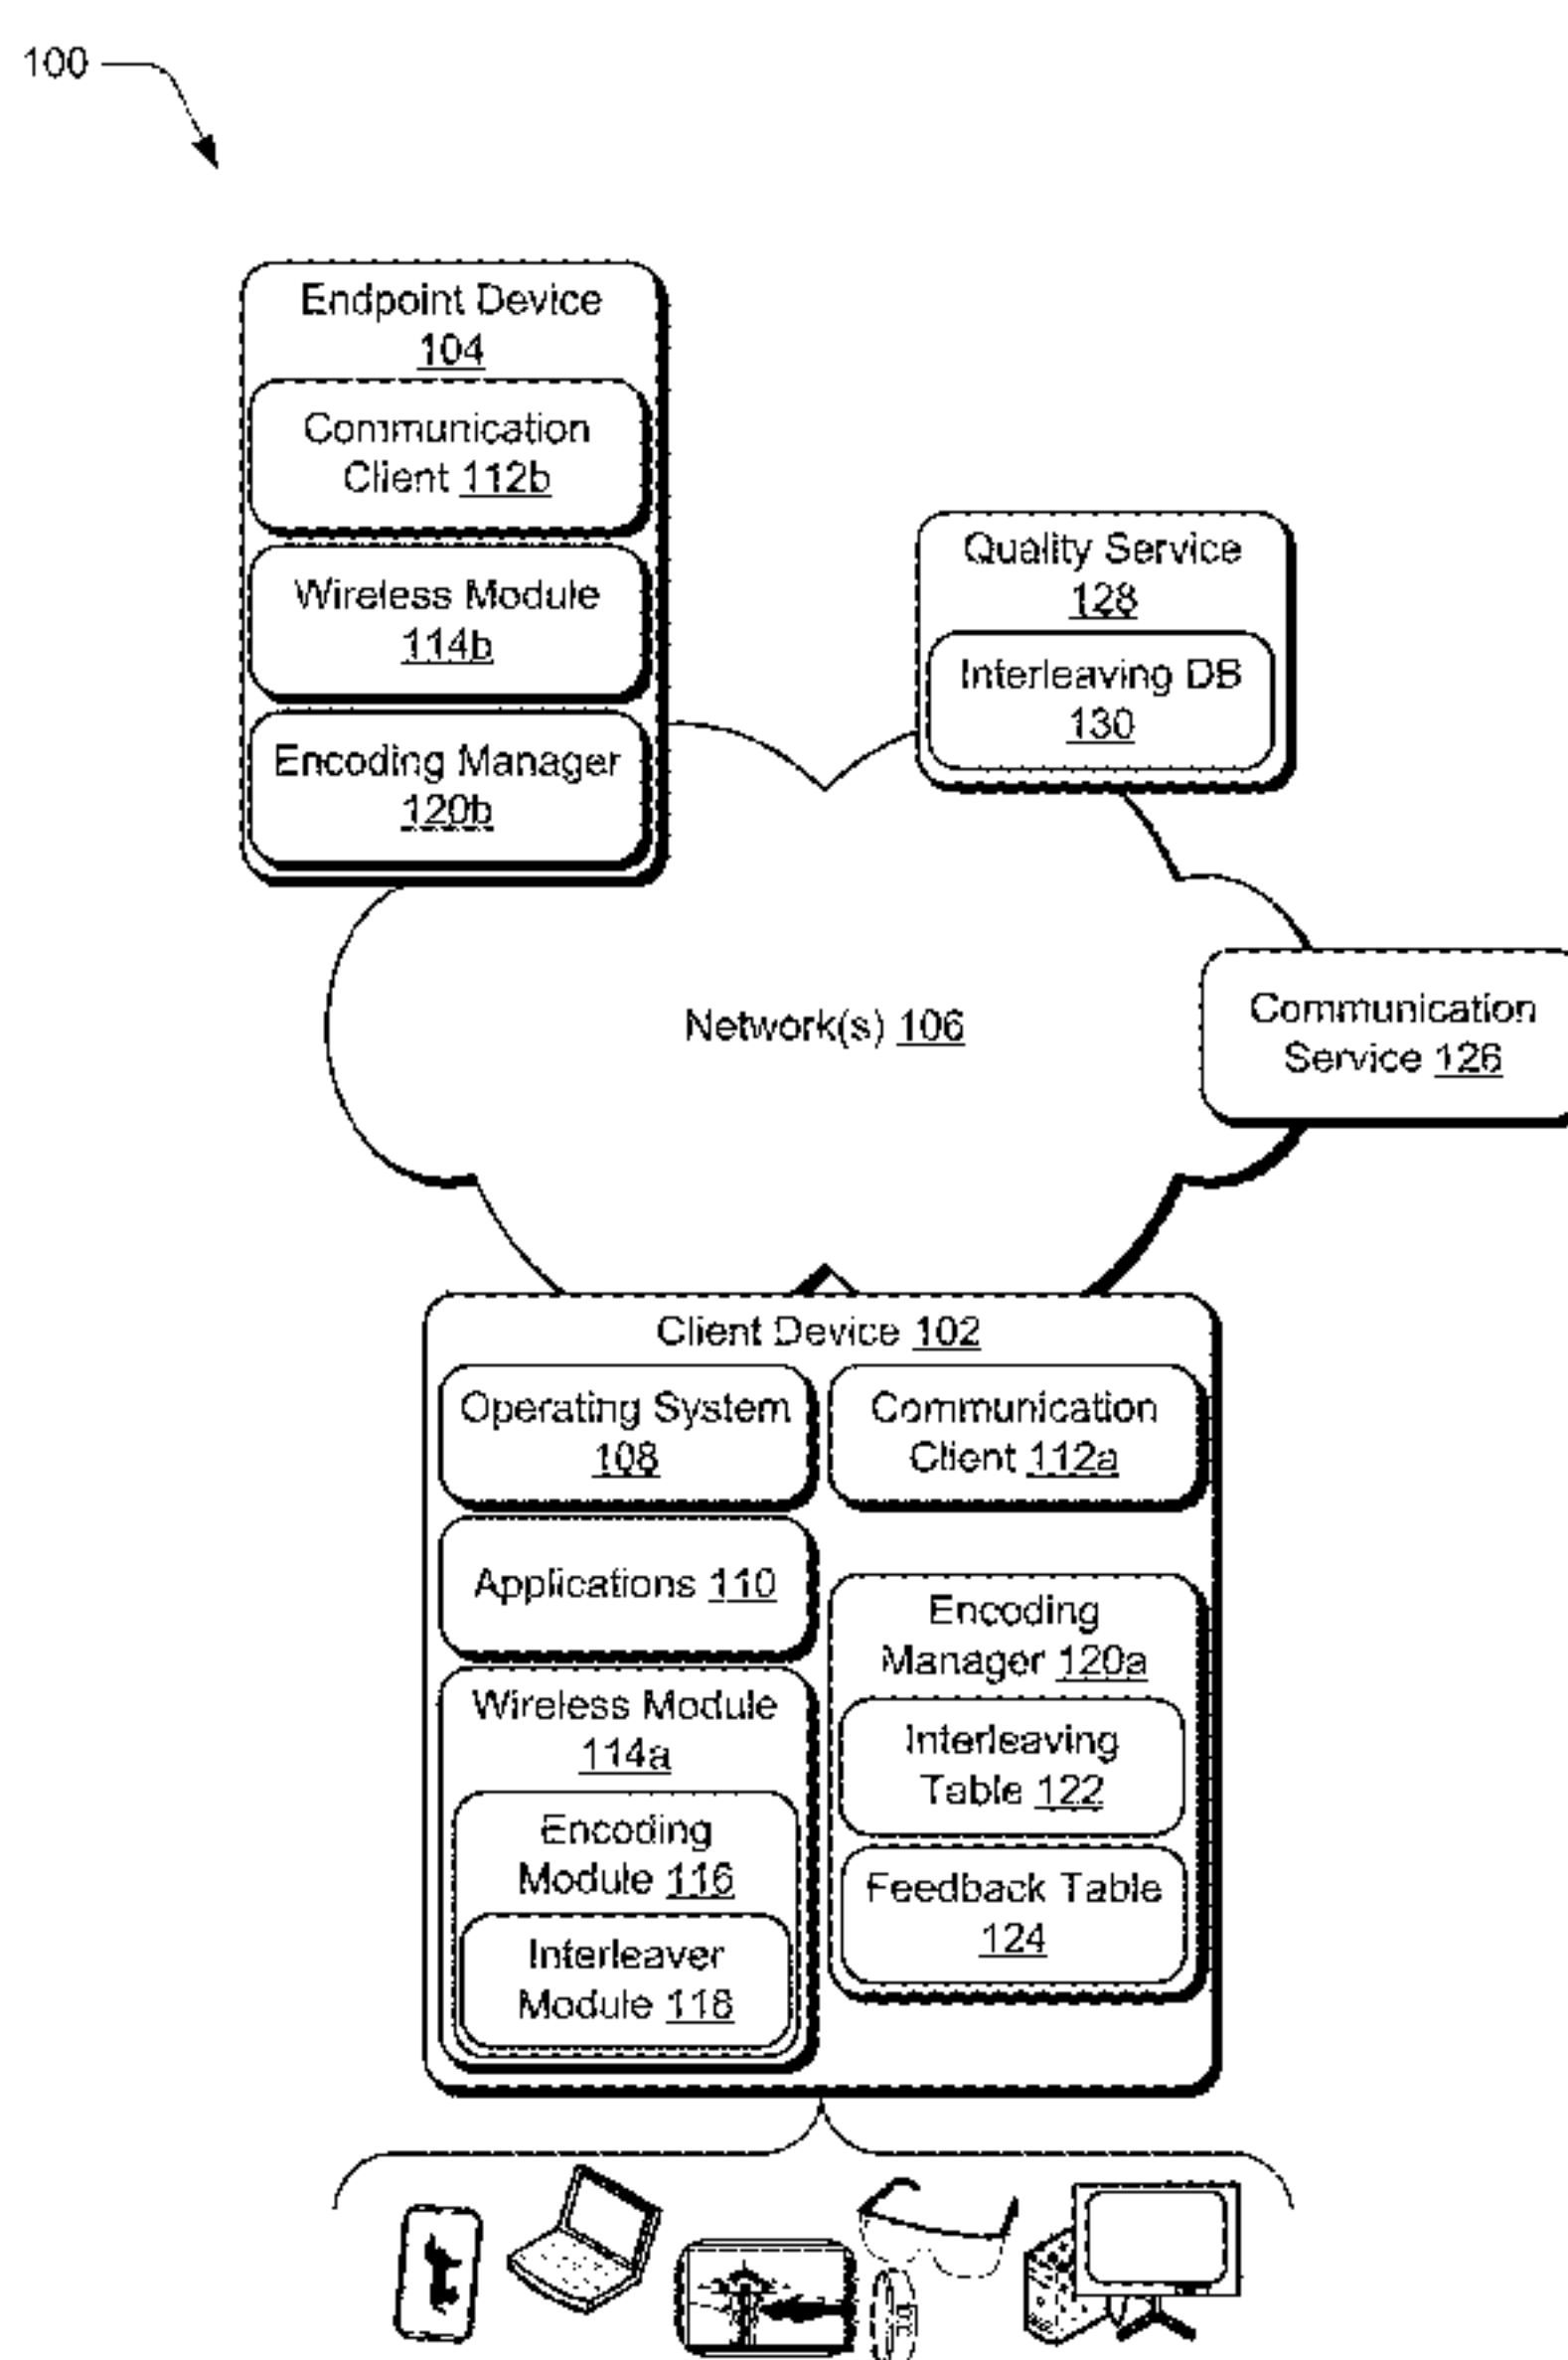 100
Endpoint Device
104
Communication
Client 112b
Wireless Module
114b
Encoding Manager
120b
Quality Service
128
Interleaving DB
130
Network(s) 106
Communication
Service 126
Client Device 102
Operating System
108
Communication
Client 112a
Applications 110
Encoding
Manager 120a
Wireless Module
114a
Interleaving
Table 122
Encoding
Module 116
Feedback Table
124
Interleaver
Module 118